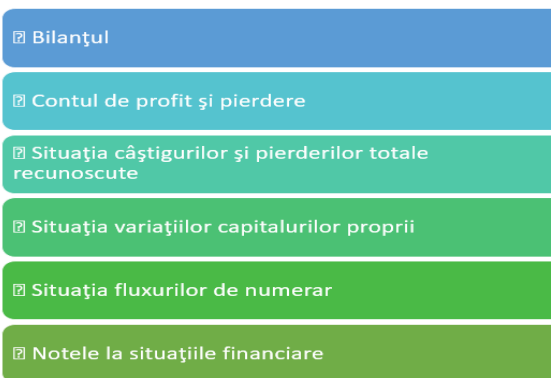 ⍰ Bilanţul
⍰ Contul de profit şi pierdere
⍰ Situaţia câştigurilor şi pierderilor totale
recunoscute
⍰ Situaţia variaţiilor capitalurilor proprii
⍰ Situaţia fluxurilor de numerar
⍰ Notele la situaţiile financiare